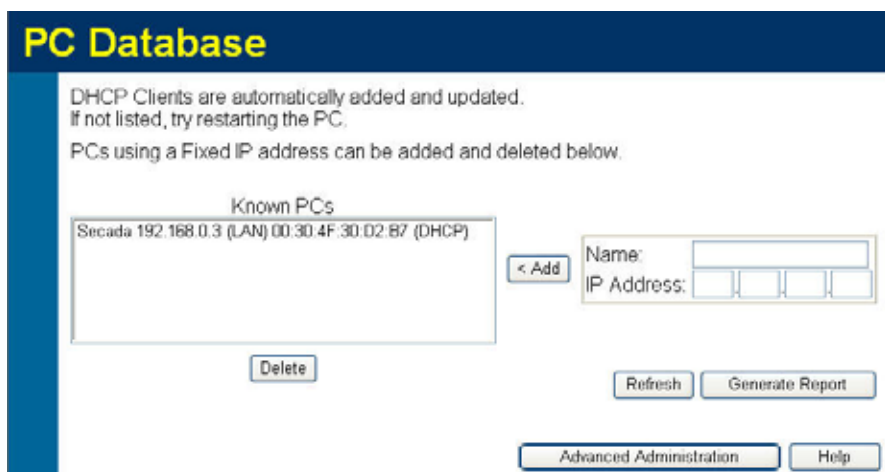 PC Database
DHCP Clients are automatically added and updated.
If not listed, try restarting the PC.
PCs using a Fixed IP address can be added and deleted below.
Known PCs
Secada 192.168.0.3 (LAN) 00:30:4F:30:D2:B7 (DHCP)
< Add
Name:
IP Address:
Delete
Refresh
Generate Report
Advanced Administration
Help